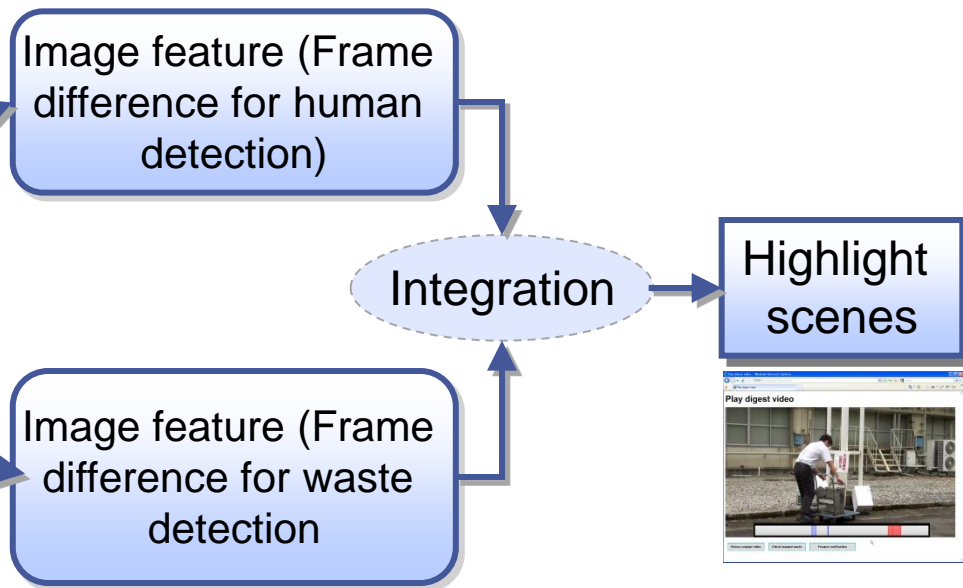 Image feature (Frame
difference for human
detection)
Integration
Highlight
scenes
Image feature (Frame
difference for waste
detection
Play digest video